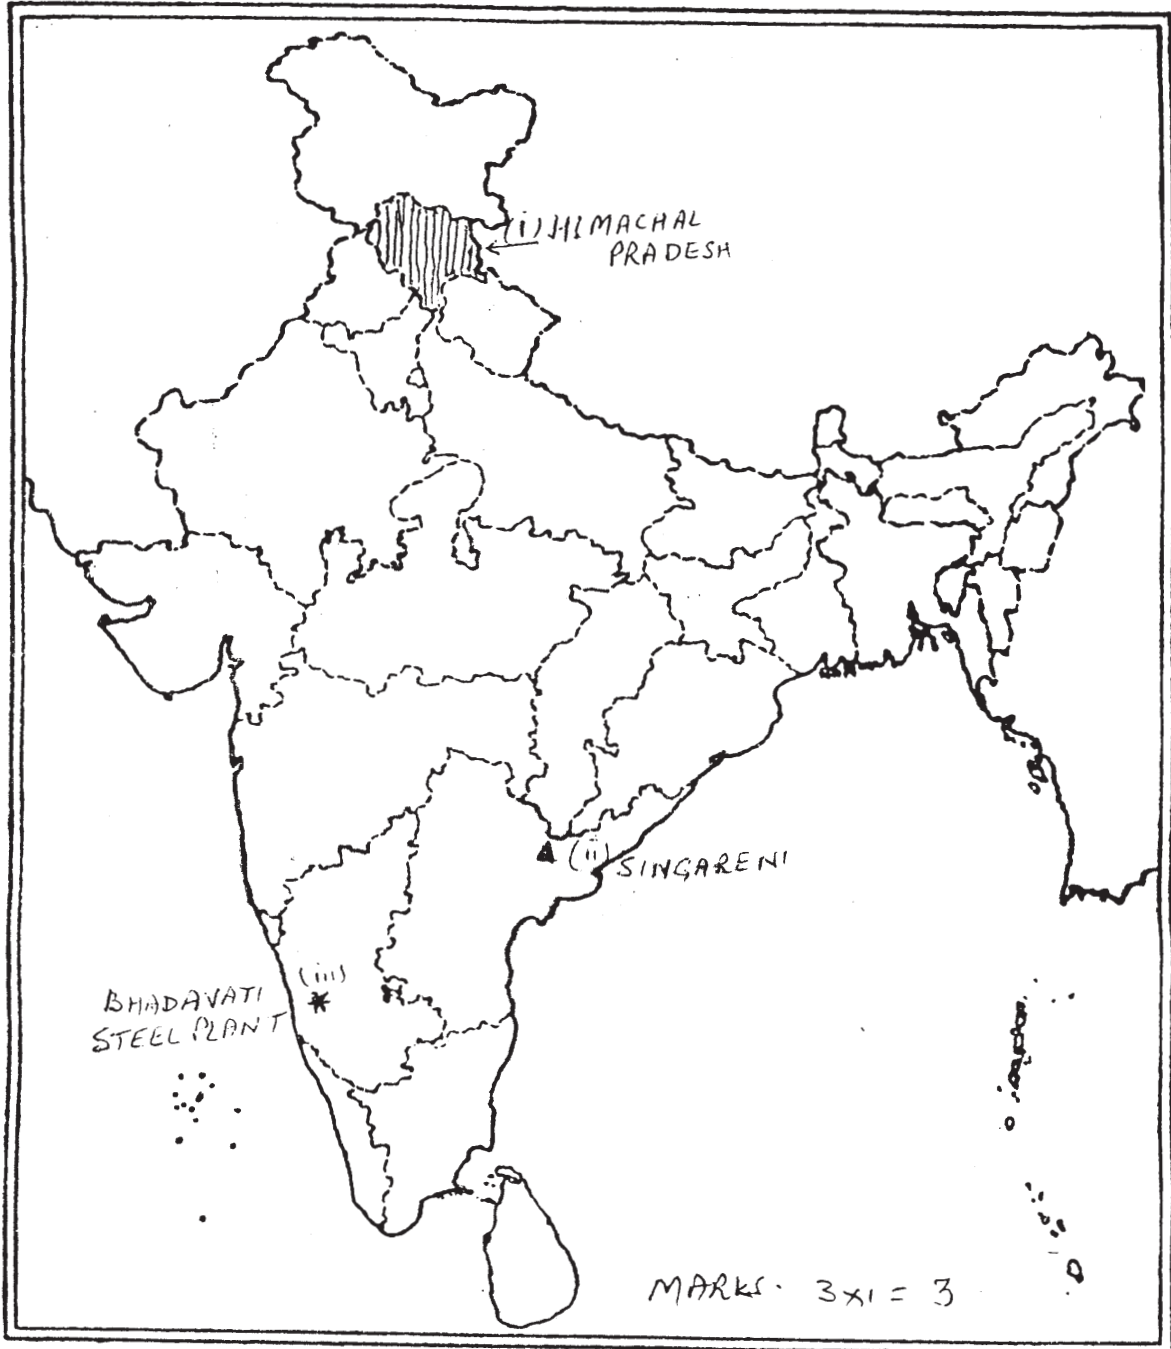 (i) HIMACHAL
PRADESH
(ii) SINGARENI
(iii)
BHADAVATI
STEEL PLANT
MARKS. 3x1 = 3